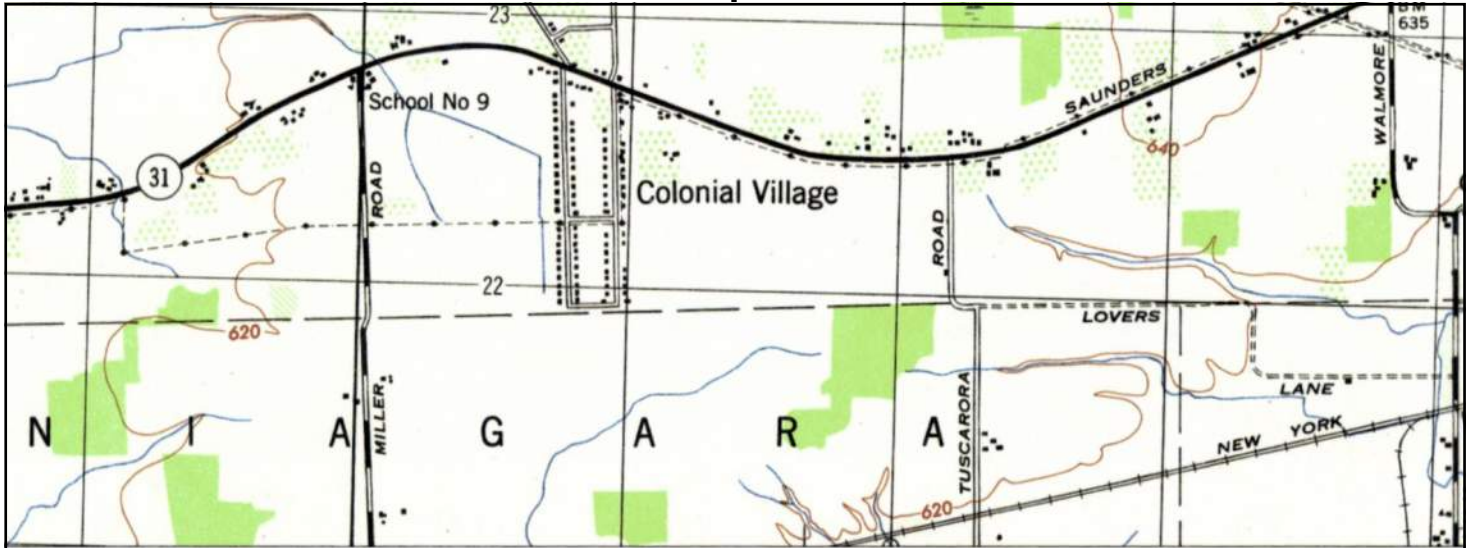 23
BM
635
SAUNDERS
WALMORE
School No 9
640
31
ROAD
Colonial Village
ROAD
22
LOVERS
620
LANE
MILLER
TUSCARORA
NEW YORK
N I A G A R A
620